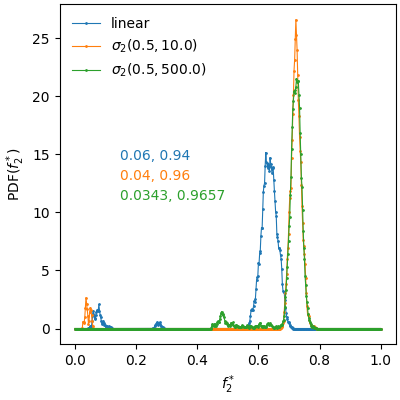 linear
σ₂(0.5, 10.0)
σ₂(0.5, 500.0)
0.06, 0.94
0.04, 0.96
0.0343, 0.9657
PDF(f₂*)
25
20
15
10
5
0
0.0 0.2 0.4 0.6 0.8 1.0
f₂*